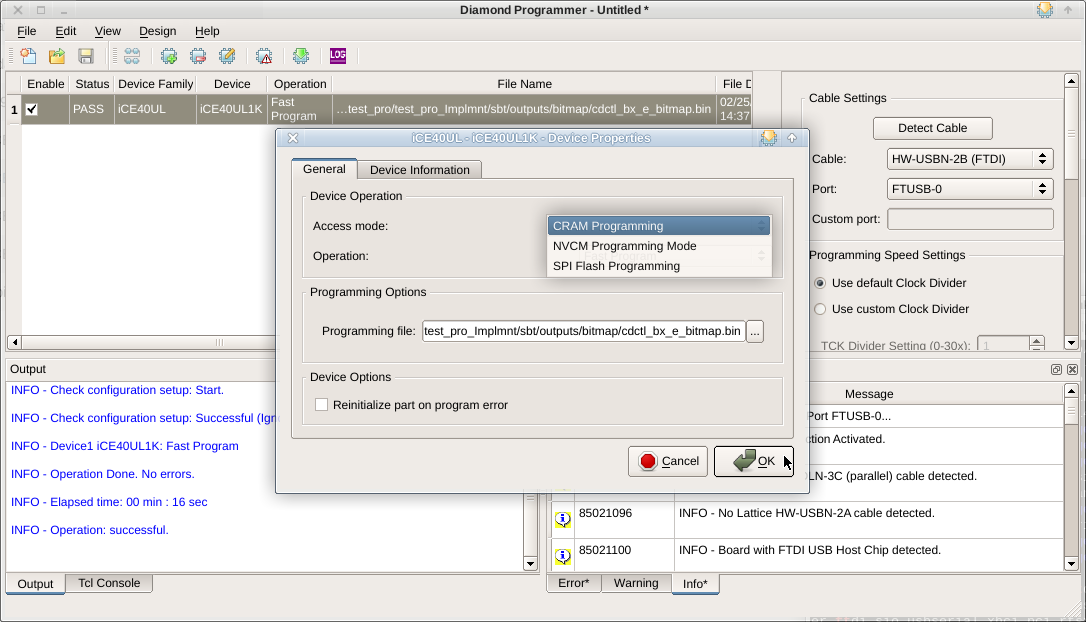 Diamond Programmer - Untitled *
File Edit View Design Help
LOG
Enable Status Device Family Device Operation File Name File D
1 PASS iCE40UL iCE40UL1K Fast Program ...test_pro/test_pro_Implmnt/sbt/outputs/bitmap/cdctl_bx_e_bitmap.bin 02/25/ 14:37
Cable Settings
Detect Cable
Cable: HW-USBN-2B (FTDI)
Port: FTUSB-0
Custom port:
Programming Speed Settings
Use default Clock Divider
Use custom Clock Divider
TCK Divider Setting (0-30x): 1
iCE40UL - iCE40UL1K - Device Properties
General Device Information
Device Operation
Access mode: CRAM Programming
NVCM Programming Mode
Operation:
SPI Flash Programming
Programming Options
Programming file: test_pro_Implmnt/sbt/outputs/bitmap/cdctl_bx_e_bitmap.bin ...
Device Options
Reinitialize part on program error
Cancel OK
Output
INFO - Check configuration setup: Start.
INFO - Check configuration setup: Successful (Ign
INFO - Device1 iCE40UL1K: Fast Program
INFO - Operation Done. No errors.
INFO - Elapsed time: 00 min : 16 sec
INFO - Operation: successful.
Output Tcl Console
Message
Port FTUSB-0...
ction Activated.
LN-3C (parallel) cable detected.
85021096 INFO - No Lattice HW-USBN-2A cable detected.
85021100 INFO - Board with FTDI USB Host Chip detected.
Error* Warning Info*